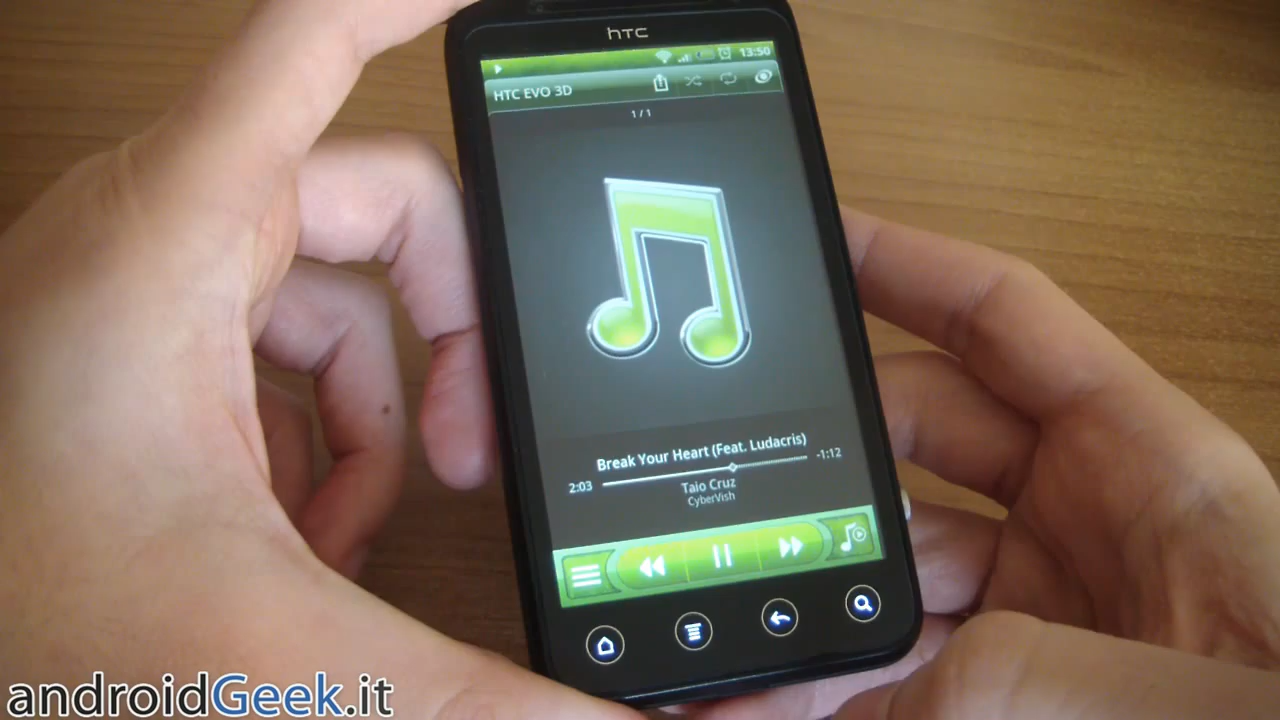 hTC
13:50
HTC EVO 3D
1 / 1
Break Your Heart (Feat. Ludacris)
2:03
-1:12
Taio Cruz
CyberVish
androidGeek.it